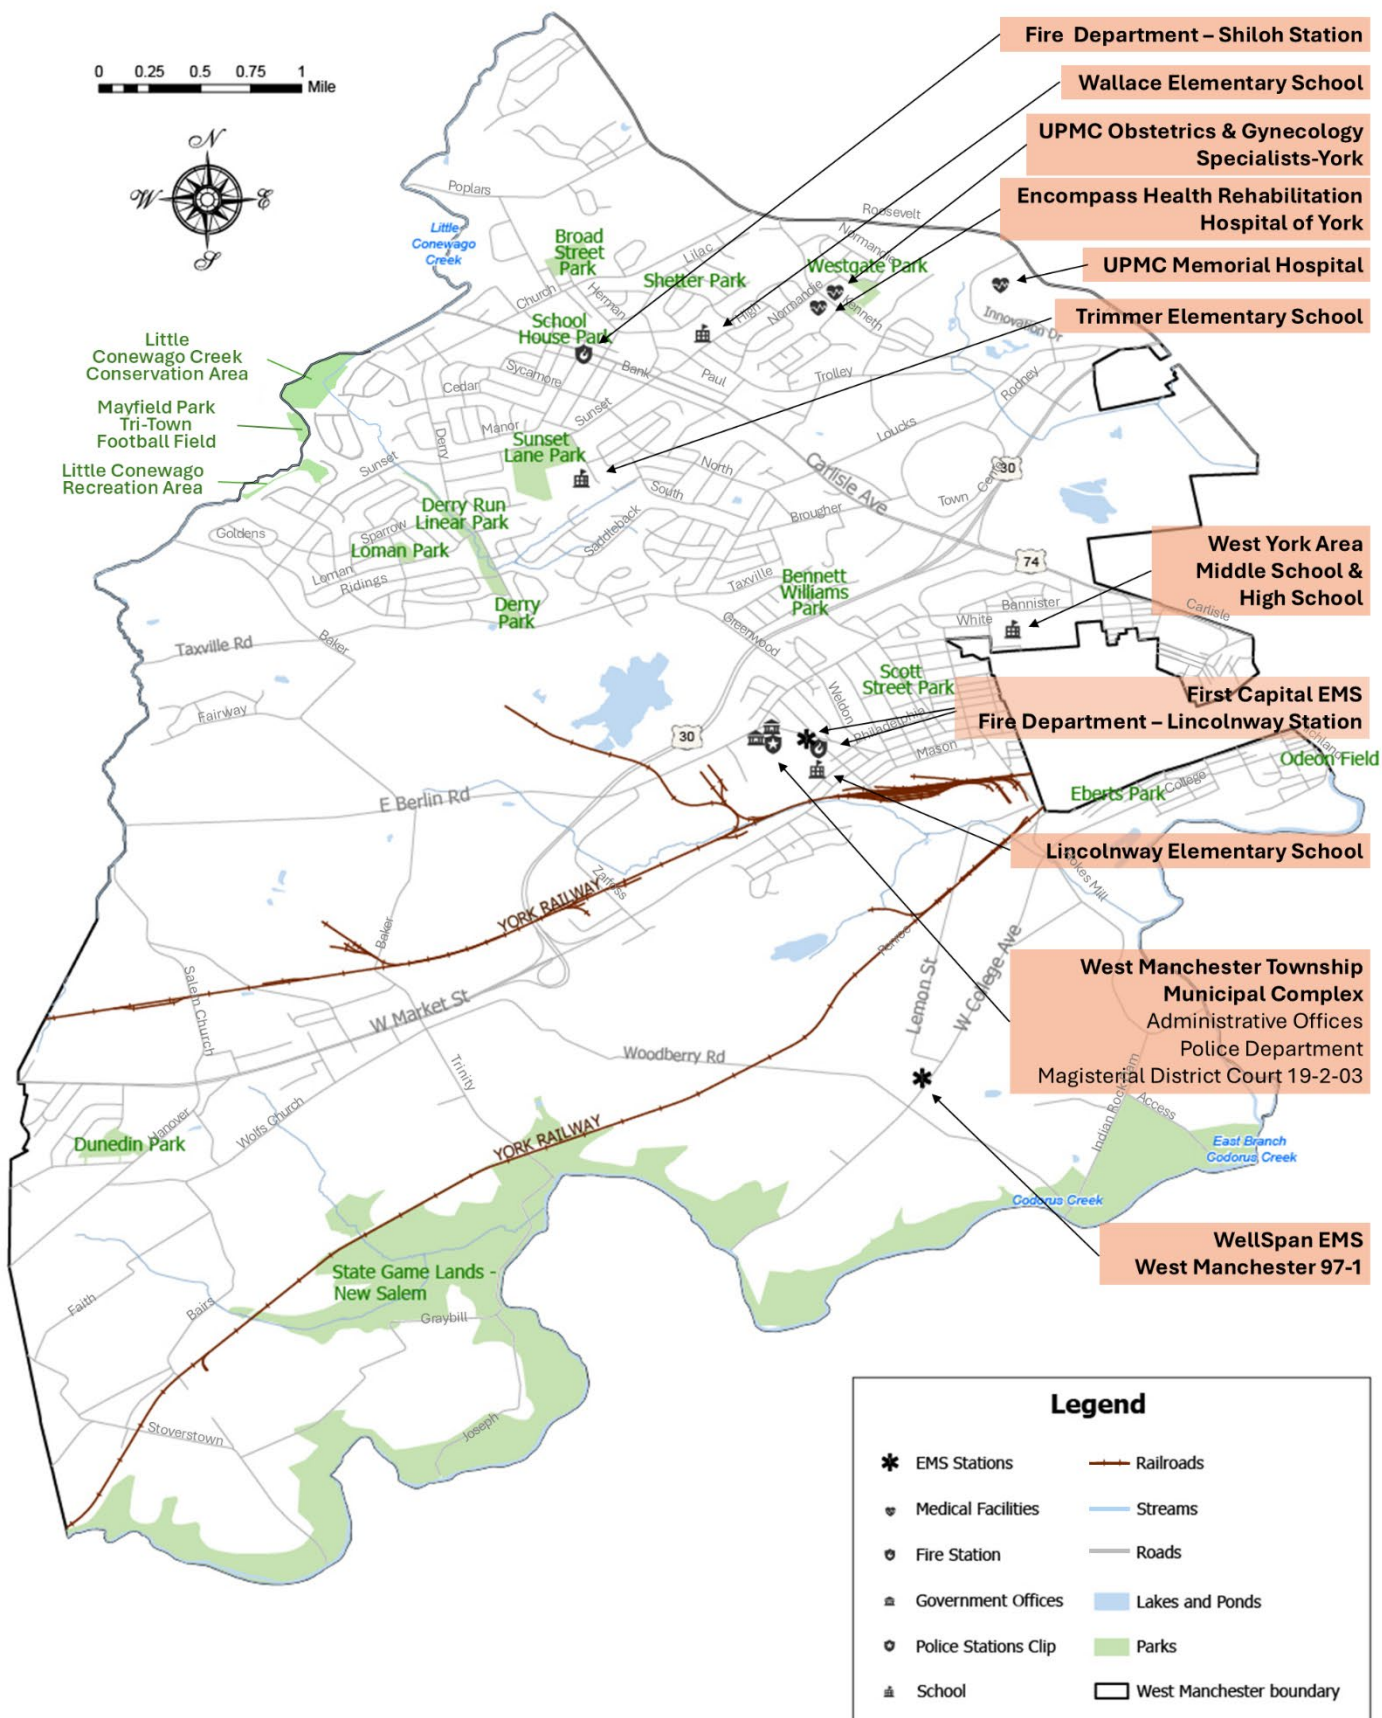 Fire Department – Shiloh Station
Wallace Elementary School
UPMC Obstetrics & Gynecology
Specialists-York
Encompass Health Rehabilitation
Hospital of York
UPMC Memorial Hospital
Trimmer Elementary School
0 0.25 0.5 0.75 1
Mile
N
W E
S
Poplars
Roosevelt
Little
Conewago
Creek
Broad
Street
Park
Lilac
Normandie
Shetter Park
Westgate Park
Church
Herman
High
Normandie
Kenneth
Innovation Dr
School
House Park
Little
Conewago Creek
Conservation Area
Sycamore
Bank
Paul
Trolley
Rodney
Cedar
Mayfield Park
Tri-Town
Football Field
Sunset
Manor
Derry
Loucks
Sunset
Lane Park
Little Conewago
Recreation Area
Sunset
North
Carlisle Ave
30
Town Center
South
Derry Run
Linear Park
Brougher
Saddleback
Goldens
Sparrow
Loman Park
West York Area
Middle School &
High School
74
Loman
Ridings
Taxville
Bennett
Williams
Park
Derry
Park
Bannister
White
Carlisle
Greenwood
Taxville Rd
Baker
Scott
Street Park
Weldon
First Capital EMS
Fire Department – Lincolnway Station
Fairway
30
Philadelphia
Mason
Odeon Field
College
Eberts Park
E Berlin Rd
Lincolnway Elementary School
Zarfoss
YORK RAILWAY
Baker
Lemon St
W College Ave
West Manchester Township
Municipal Complex
Administrative Offices
Police Department
Magisterial District Court 19-2-03
Salem Church
W Market St
Woodberry Rd
Trinity
Indian Rock Dam
Access
Hanover
Wolfs Church
Dunedin Park
YORK RAILWAY
East Branch
Codorus Creek
Codorus Creek
WellSpan EMS
West Manchester 97-1
State Game Lands -
New Salem
Faith
Bairs
Graybill
Stoverstown
Joseph
Legend
EMS Stations
Medical Facilities
Fire Station
Government Offices
Police Stations Clip
School
Railroads
Streams
Roads
Lakes and Ponds
Parks
West Manchester boundary